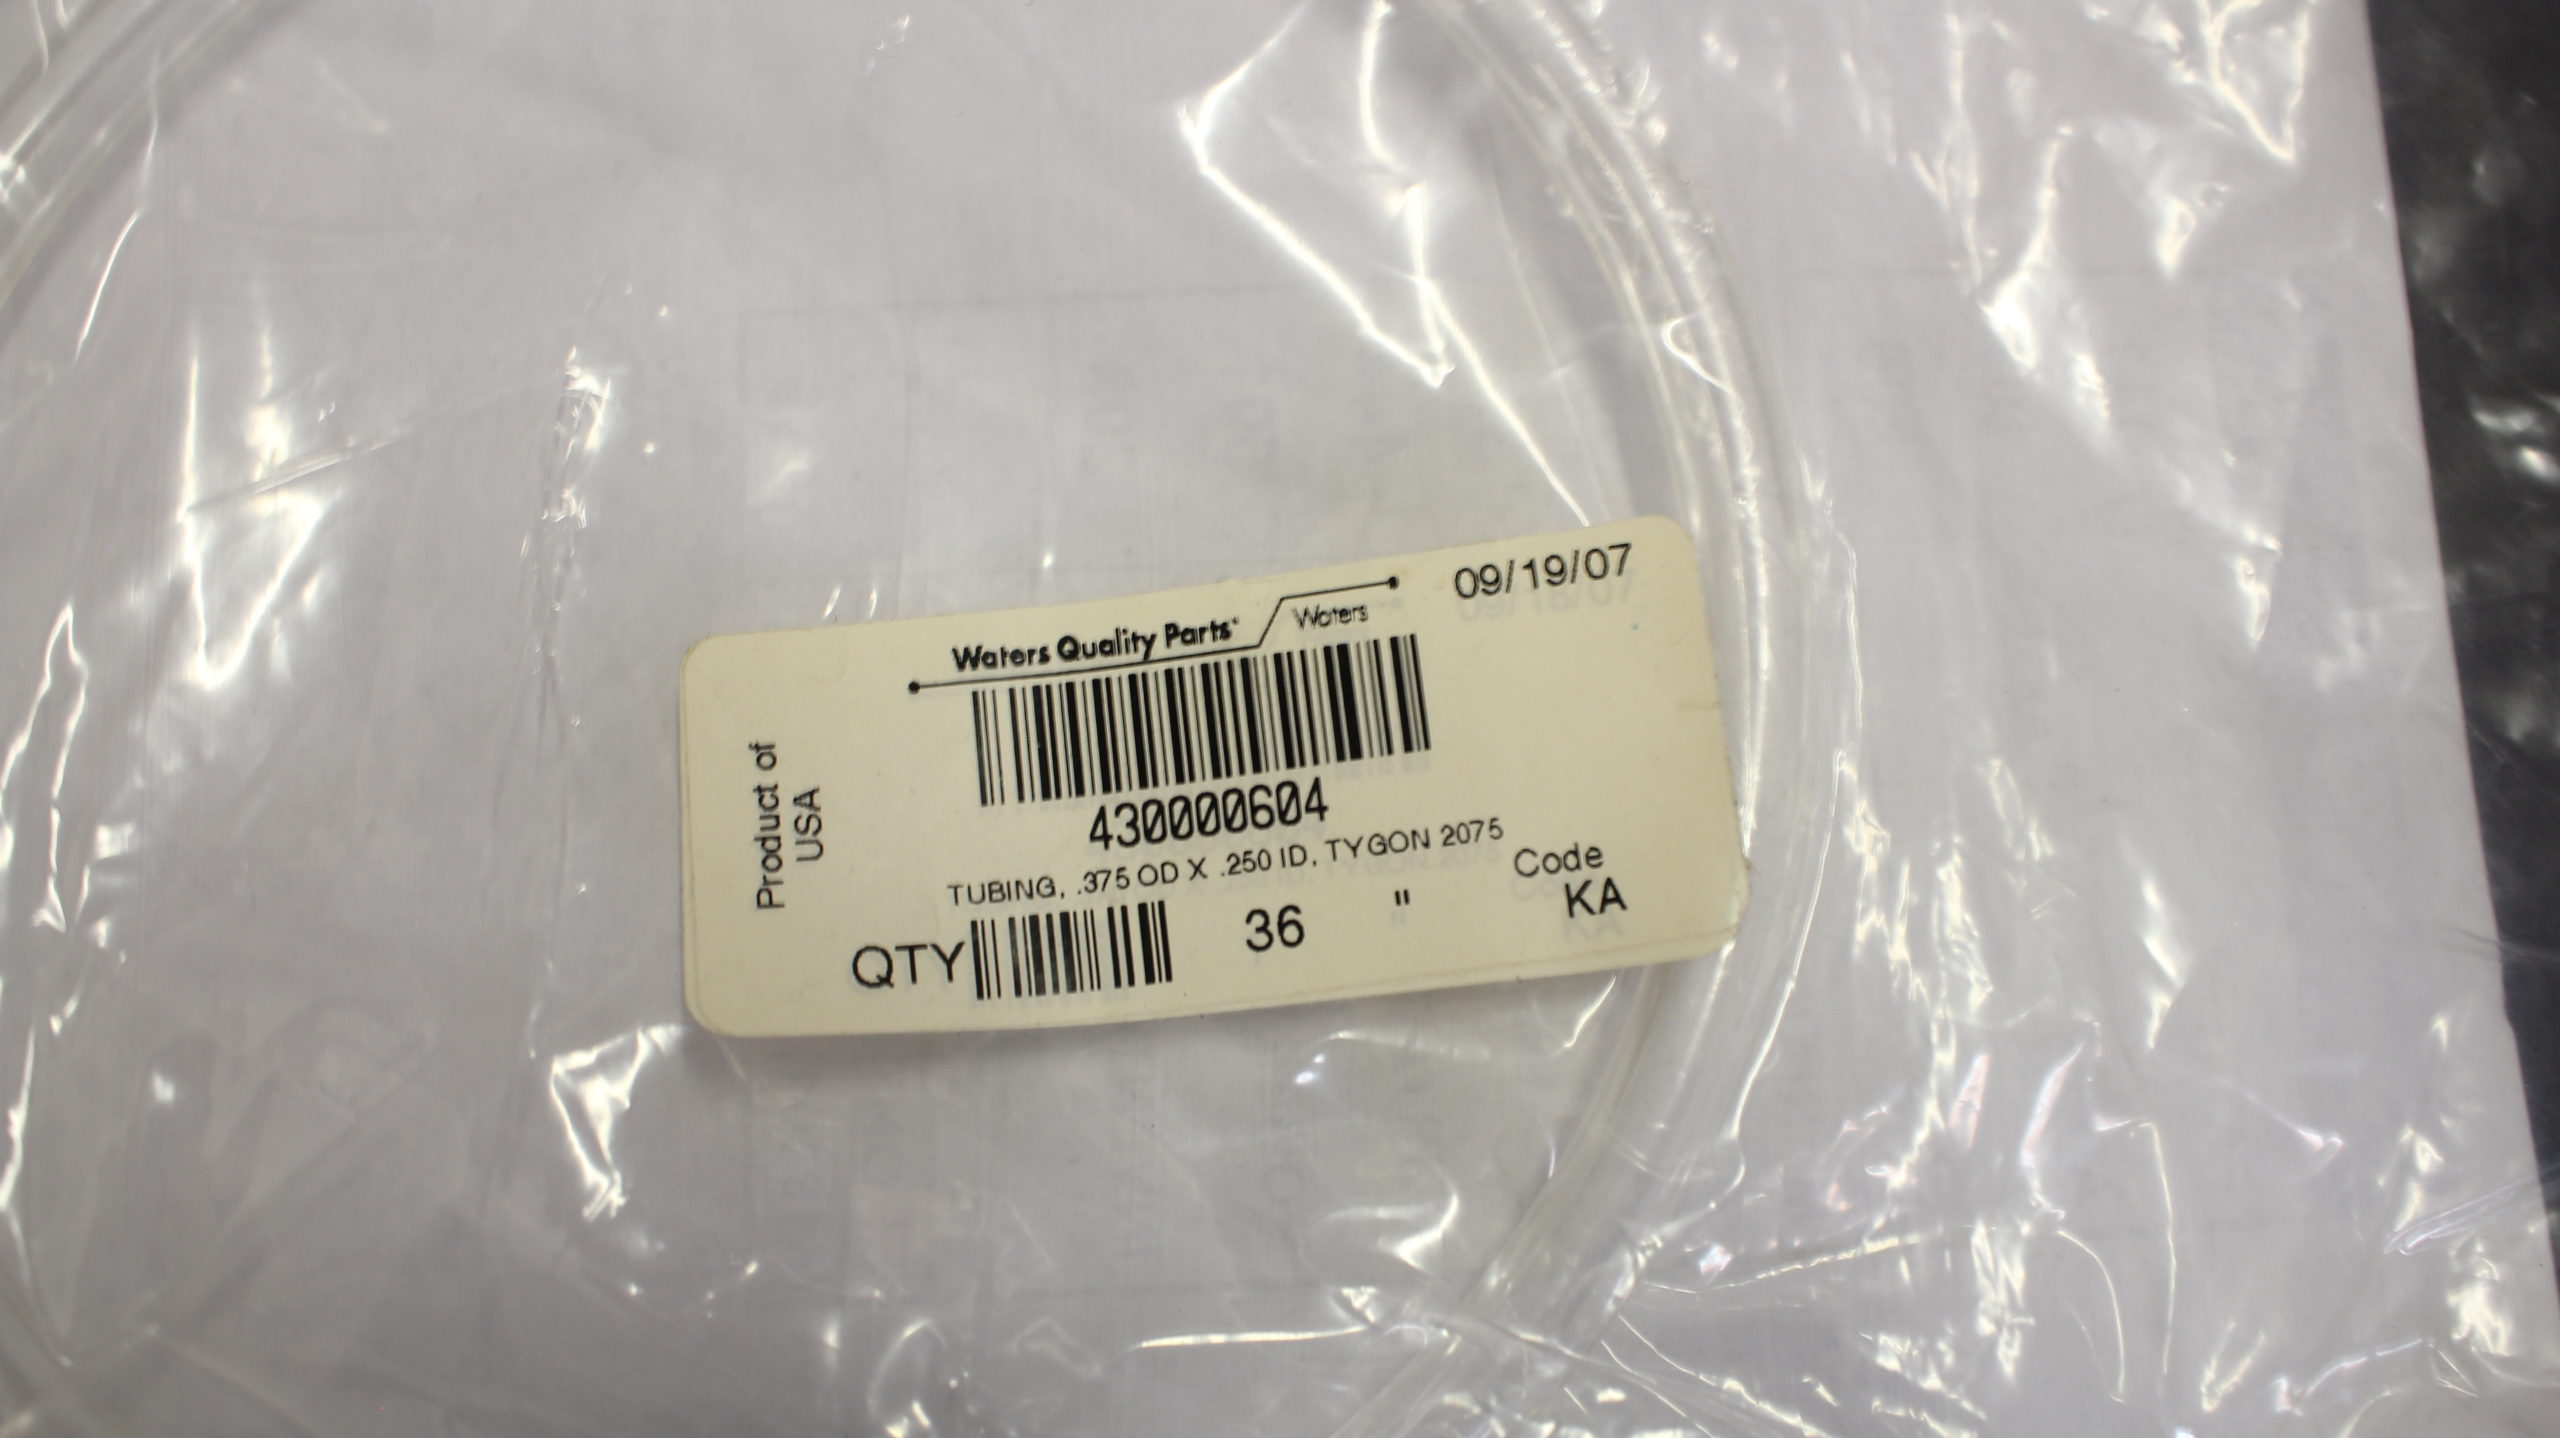 Waters Quality Parts
Waters
09/19/07
Product of
USA
430000604
TUBING, .375 OD X .250 ID, TYGON 2075
QTY 36 "
Code
KA